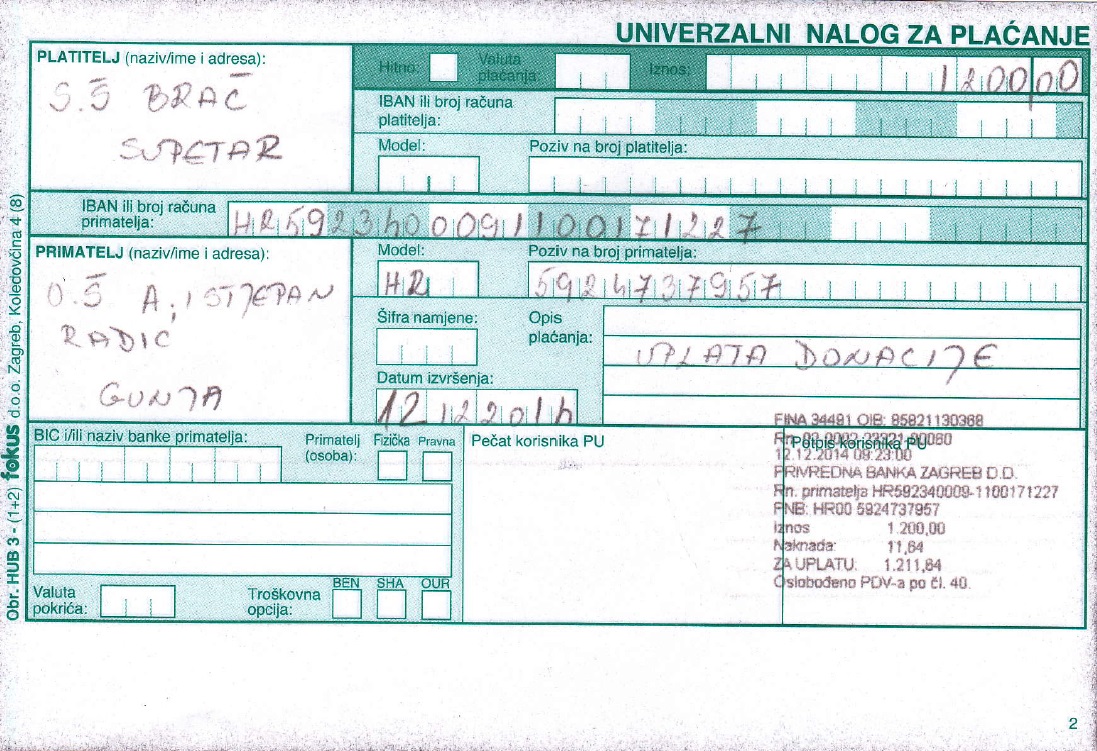 UNIVERZALNI NALOG ZA PLAĆANJE
PLATITELJ (naziv/ime i adresa):
S.Š BRAČ
SUPETAR
Hitno:
Valuta plaćanja:
Iznos:
120000
IBAN ili broj računa platitelja:
Model:
Poziv na broj platitelja:
IBAN ili broj računa primatelja:
HR5923400091100171227
PRIMATELJ (naziv/ime i adresa):
O.Š A. I STJEPAN
RADIĆ
GUNJA
Model:
HR
Poziv na broj primatelja:
5924737957
Šifra namjene:
Opis plaćanja:
UPLATA DONACIJE
Datum izvršenja:
12122014
BIC i/ili naziv banke primatelja:
Primatelj (osoba):
Fizička
Pravna
Pečat korisnika PU
Potpis korisnika PU
FINA 34491 OIB: 85821130368
12.12.2014 09:23:00
PRIVREDNA BANKA ZAGREB D.D.
Rn. primatelja HR592340009-1100171227
PNB: HR00 5924737957
Iznos 1.200,00
Naknada: 11,64
ZA UPLATU: 1.211,64
Oslobođeno PDV-a po čl. 40.
Valuta pokrića:
Troškovna opcija:
BEN
SHA
OUR
Obr. HUB 3 - (1+2) fokus d.o.o. Zagreb, Koledovčina 4 (8)
2